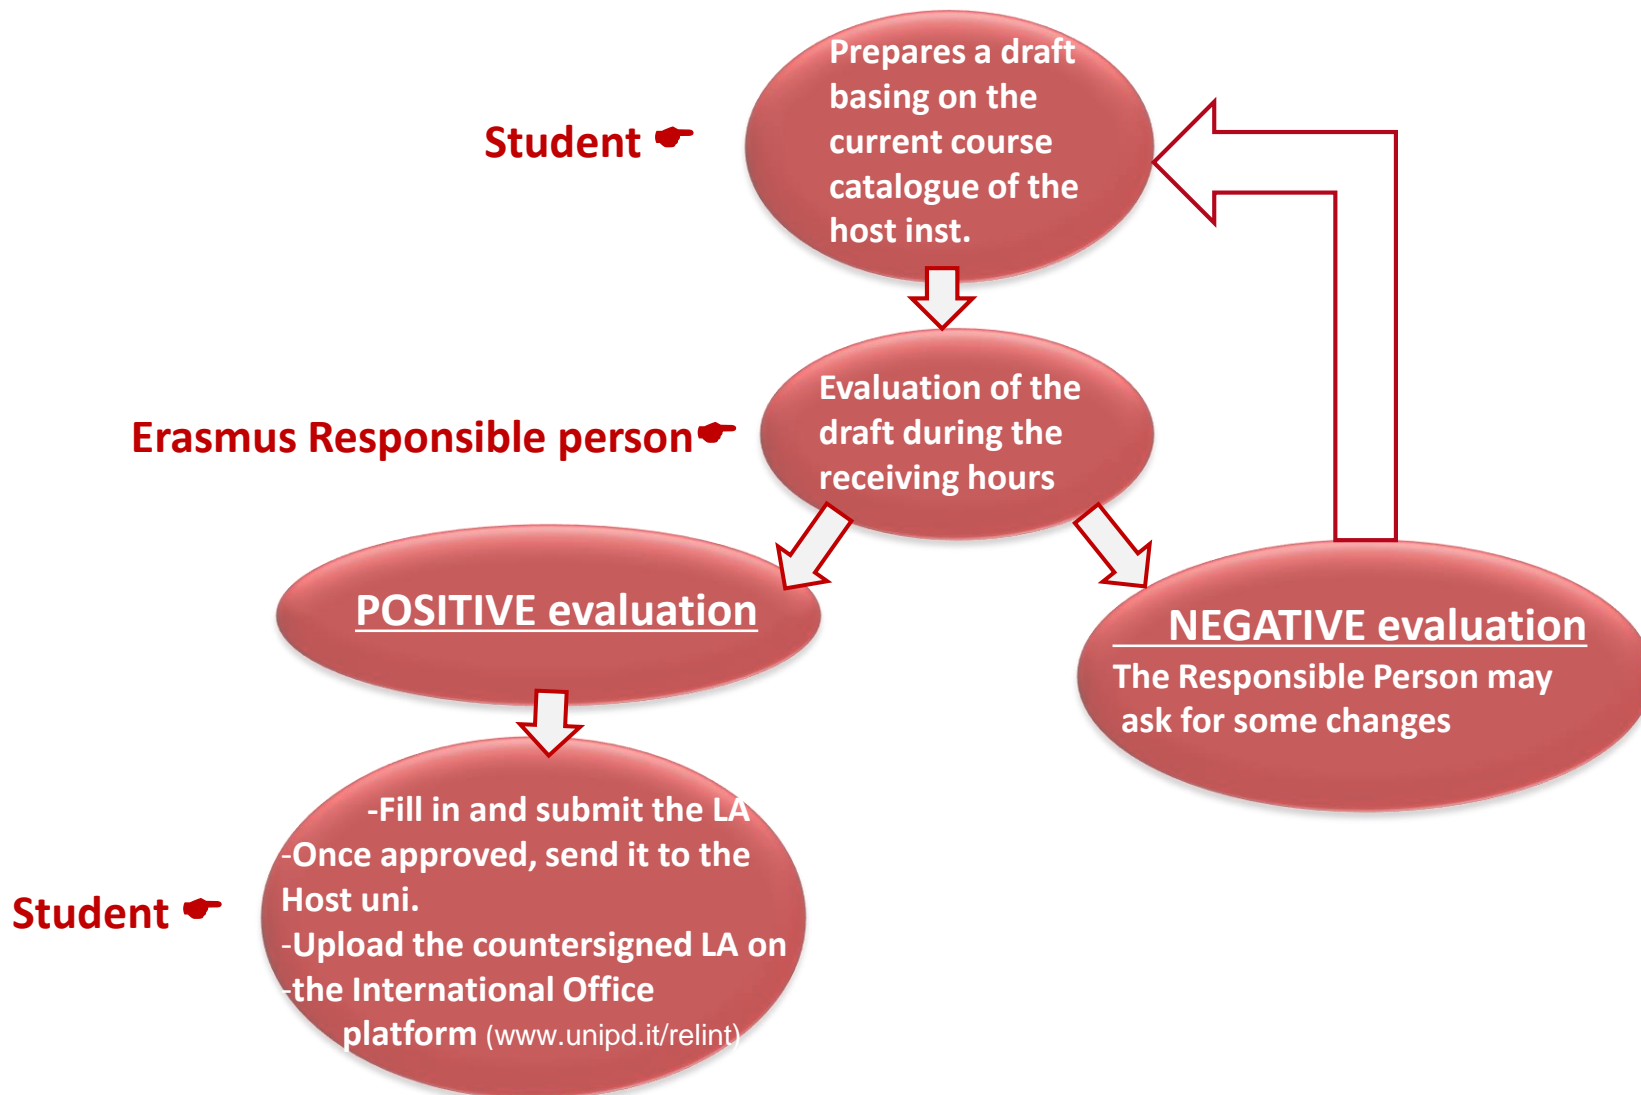 Prepares a draft
basing on the
current course
catalogue of the
host inst.
Student
Evaluation of the
draft during the
receiving hours
Erasmus Responsible person
POSITIVE evaluation
NEGATIVE evaluation
The Responsible Person may
ask for some changes
-Fill in and submit the LA
-Once approved, send it to the
Host uni.
-Upload the countersigned LA on
-the International Office
platform (www.unipd.it/relint)
Student